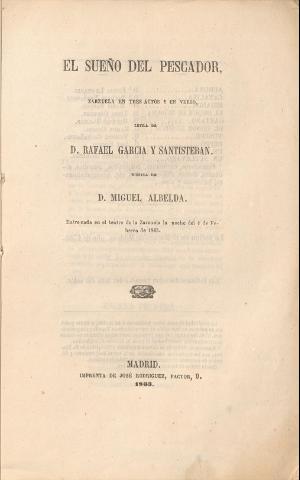 EL SUEÑO DEL PESCADOR,
ZARZUELA EN TRES ACTOS Y EN VERSO,
LETRA DE
D. RAFAEL GARCIA Y SANTISTEBAN,
MUSICA DE
D. MIGUEL ALBELDA.
Estrenada en el teatro de la Zarzuela la noche del de Fe-
brero de 1863.
MADRID.
IMPRENTA DE JOSÉ RODRIGUEZ, FACTOR, 9.
1863.